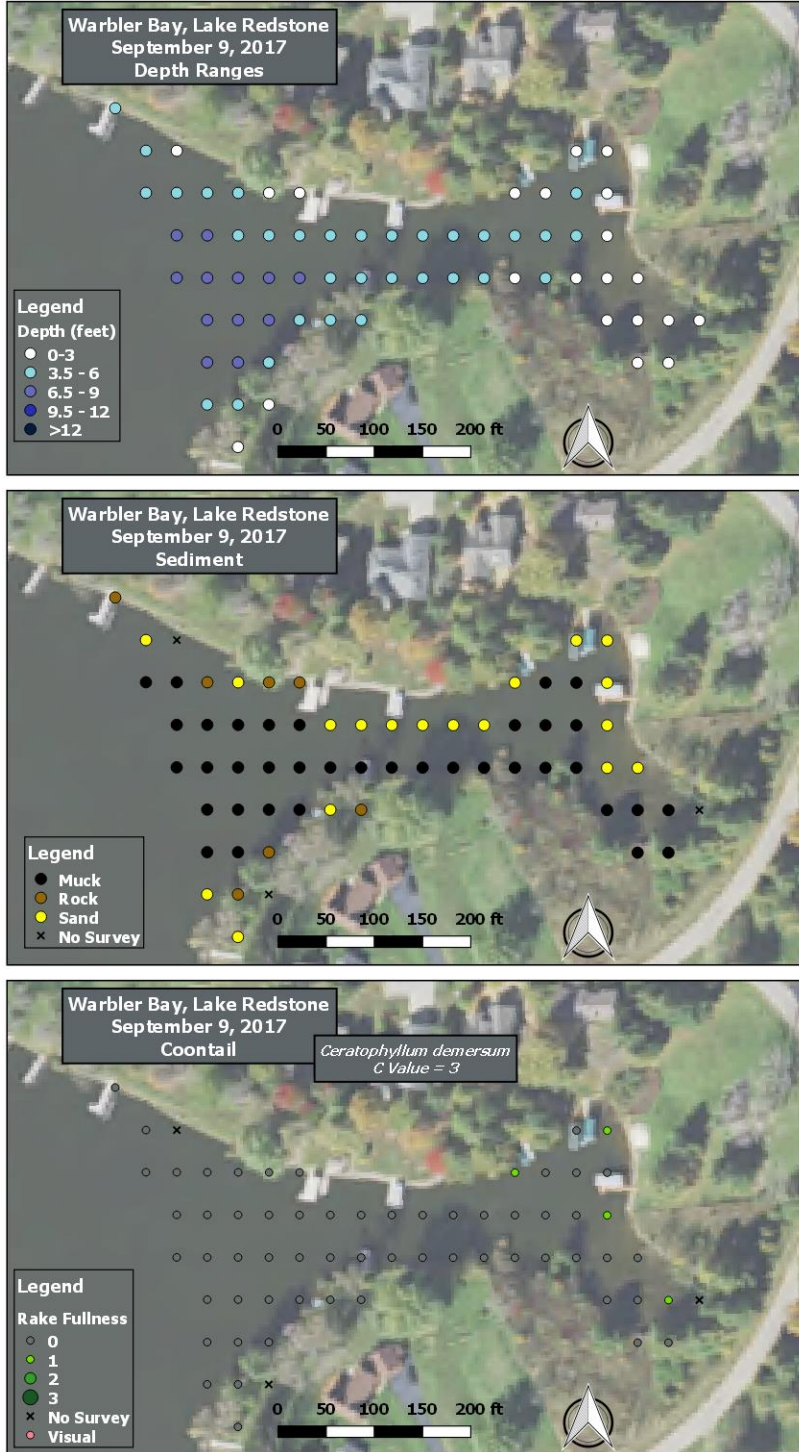 Warbler Bay, Lake Redstone
September 9, 2017
Depth Ranges
Legend
Depth (feet)
0-3
3.5 - 6
6.5 - 9
9.5 - 12
>12
0 50 100 150 200 ft
Warbler Bay, Lake Redstone
September 9, 2017
Sediment
Legend
Muck
Rock
Sand
No Survey
0 50 100 150 200 ft
Warbler Bay, Lake Redstone
September 9, 2017
Coontail
Ceratophyllum demersum
C Value = 3
Legend
Rake Fullness
0
1
2
3
No Survey
Visual
0 50 100 150 200 ft